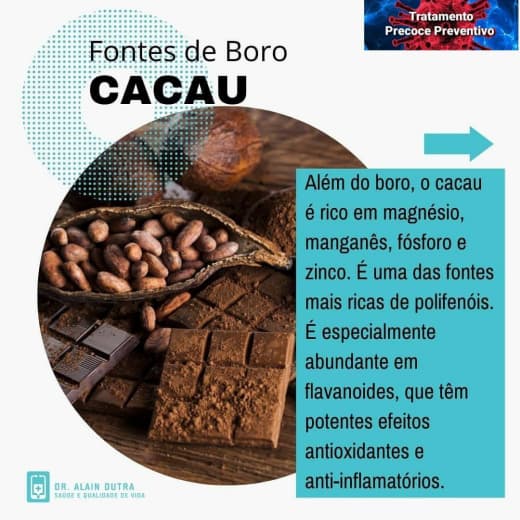 Tratamento
Precoce Preventivo
Fontes de Boro
CACAU
Além do boro, o cacau
é rico em magnésio,
manganês, fósforo e
zinco. É uma das fontes
mais ricas de polifenóis.
É especialmente
abundante em
flavanoides, que têm
potentes efeitos
antioxidantes e
anti-inflamatórios.
DR. ALAIN DUTRA
SAÚDE E QUALIDADE DE VIDA